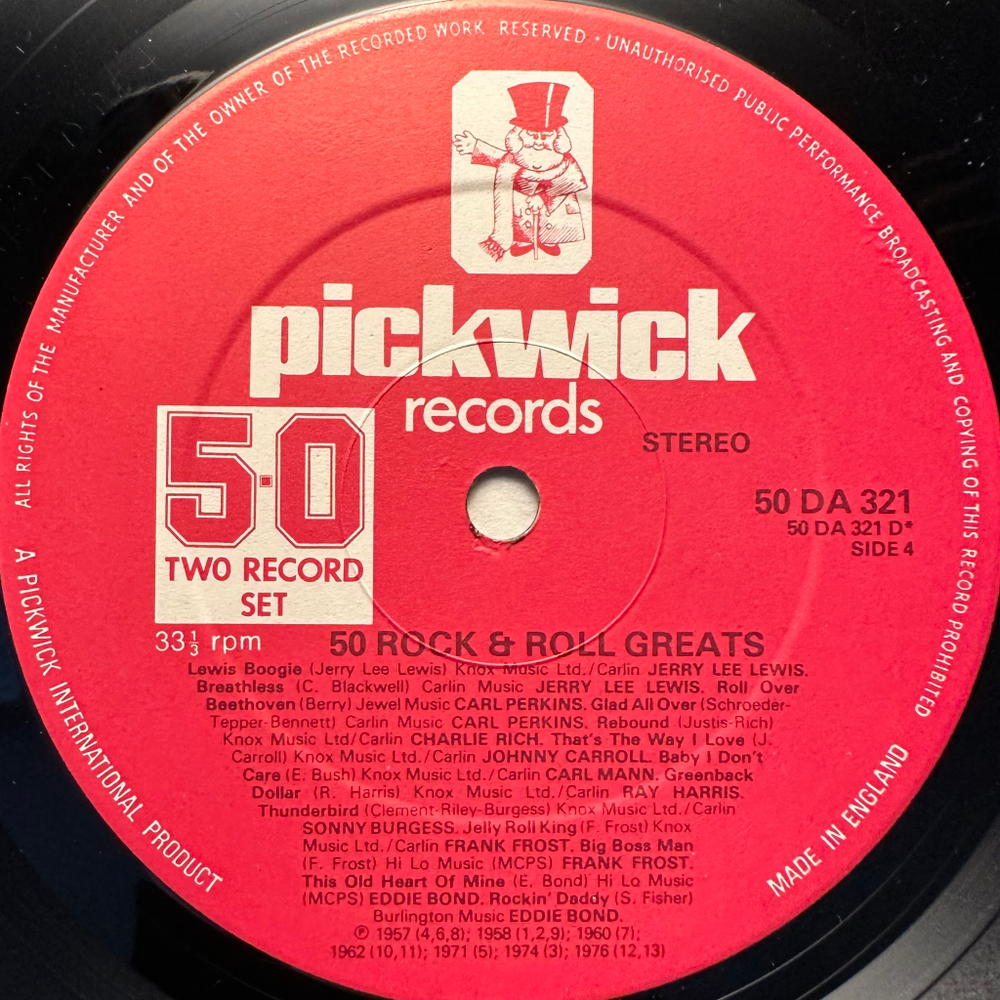 ALL RIGHTS OF THE MANUFACTURER AND OF THE OWNER OF THE RECORDED WORK RESERVED • UNAUTHORISED PUBLIC PERFORMANCE BROADCASTING AND COPYING OF THIS RECORD PROHIBITED
pickwick
records
5·0
TWO RECORD
SET
STEREO
50 DA 321
50 DA 321 D*
SIDE 4
33⅓ rpm
50 ROCK & ROLL GREATS
Lewis Boogie (Jerry Lee Lewis) Knox Music Ltd./Carlin JERRY LEE LEWIS.
Breathless (C. Blackwell) Carlin Music JERRY LEE LEWIS. Roll Over
Beethoven (Berry) Jewel Music CARL PERKINS. Glad All Over (Schroeder-
Tepper-Bennett) Carlin Music CARL PERKINS. Rebound (Justis-Rich)
Knox Music Ltd/Carlin CHARLIE RICH. That's The Way I Love (J.
Carroll) Knox Music Ltd./Carlin JOHNNY CARROLL. Baby I Don't
Care (E. Bush) Knox Music Ltd./Carlin CARL MANN. Greenback
Dollar (R. Harris) Knox Music Ltd./Carlin RAY HARRIS.
Thunderbird (Clement-Riley-Burgess) Knox Music Ltd./Carlin
SONNY BURGESS. Jelly Roll King (F. Frost) Knox
Music Ltd./Carlin FRANK FROST. Big Boss Man
(F. Frost) Hi Lo Music (MCPS) FRANK FROST.
This Old Heart Of Mine (E. Bond) Hi Lo Music
(MCPS) EDDIE BOND. Rockin' Daddy (S. Fisher)
Burlington Music EDDIE BOND.
℗ 1957 (4,6,8); 1958 (1,2,9); 1960 (7);
1962 (10,11); 1971 (5); 1974 (3); 1976 (12,13)
A PICKWICK INTERNATIONAL PRODUCT
MADE IN ENGLAND